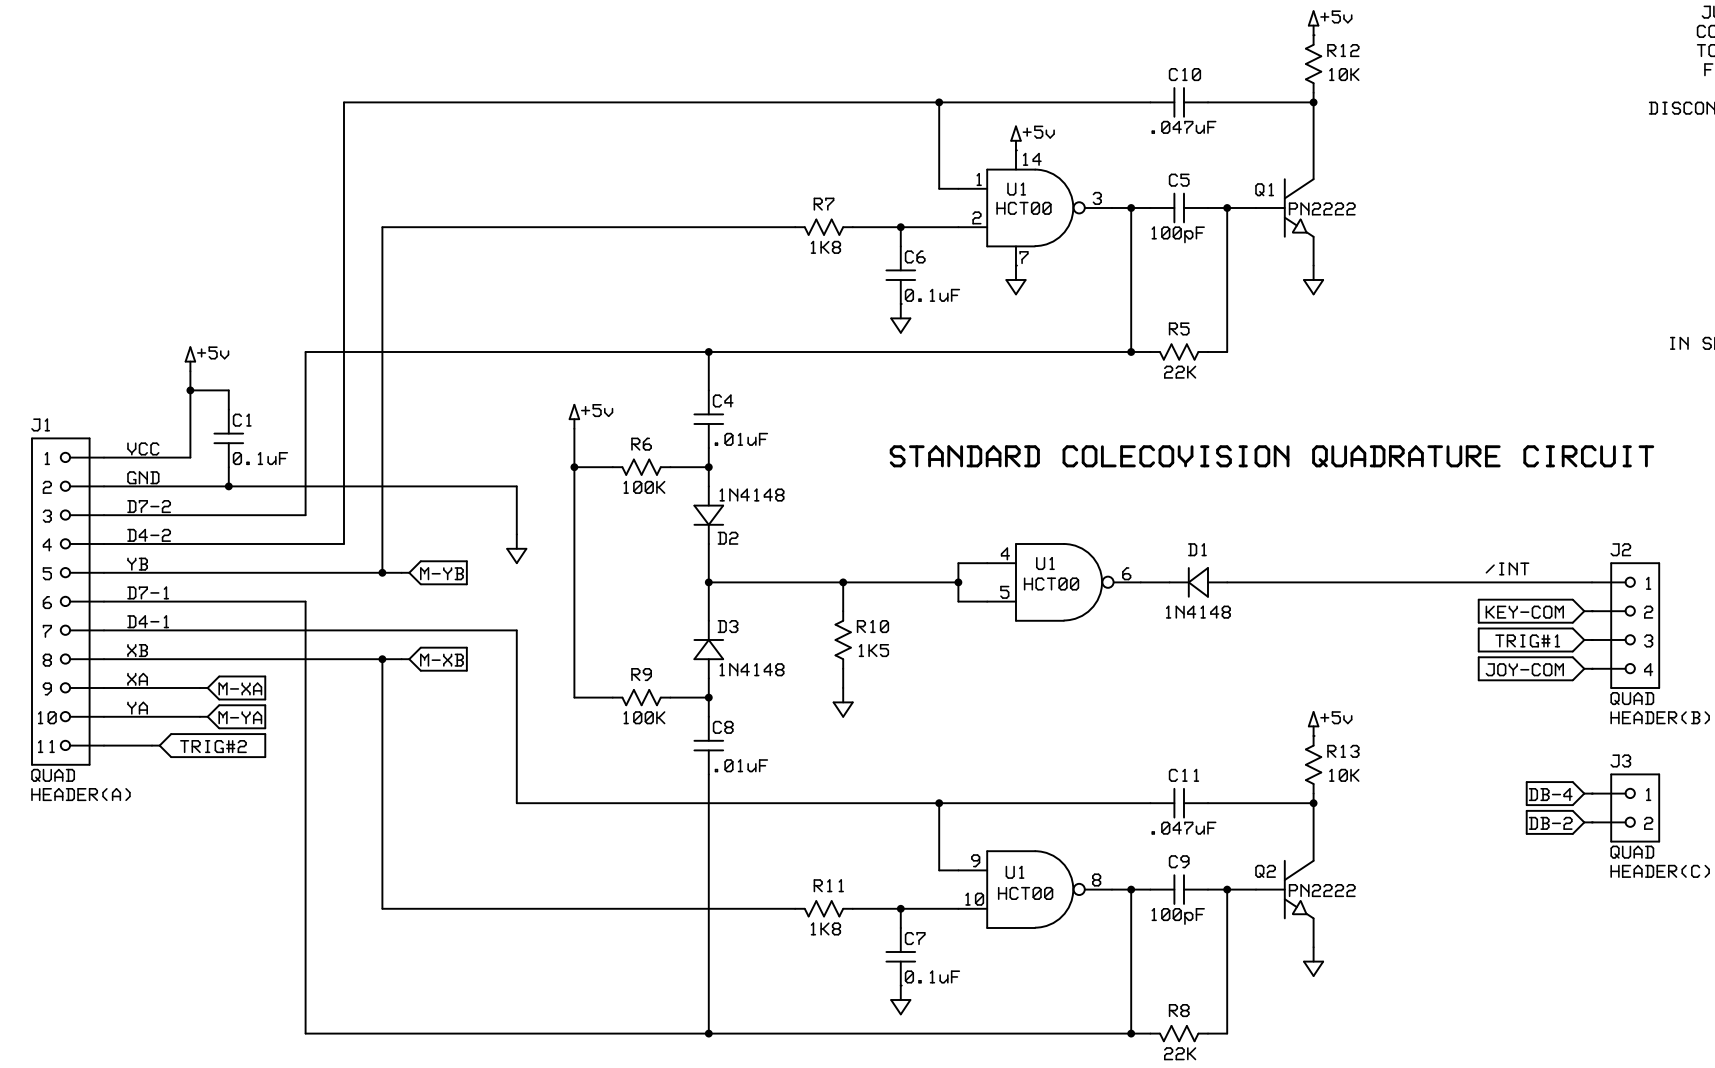 +5v
JU
R12
CO
TO
C10
10K
F
DISCON
.047uF
+5v
14
1
U1
C5
Q1
HCT00
3
PN2222
R7
2
1K8
100pF
C6
7
0.1uF
R5
IN S
+5v
22K
C4
+5v
J1
C1
R6
.01uF
STANDARD COLECOVISION QUADRATURE CIRCUIT
1 VCC
0.1uF
2 GND
100K
1N4148
3 D7-2
4 D4-2
D2
4
U1
D1
J2
5 YB
M-YB
HCT00
6
/INT
1
5
6 D7-1
1N4148
KEY-COM
2
7 D4-1
D3
R10
TRIG#1
3
8 XB
M-XB
1K5
1N4148
JOY-COM
4
9 XA
M-XA
R9
QUAD
HEADER(B)
10 YA
M-YA
100K
+5v
C8
11
TRIG#2
R13
QUAD
HEADER(A)
.01uF
C11
10K
J3
DB-4
1
.047uF
DB-2
2
QUAD
HEADER(C)
9
U1
C9
Q2
HCT00
8
PN2222
R11
10
1K8
100pF
C7
0.1uF
R8
22K